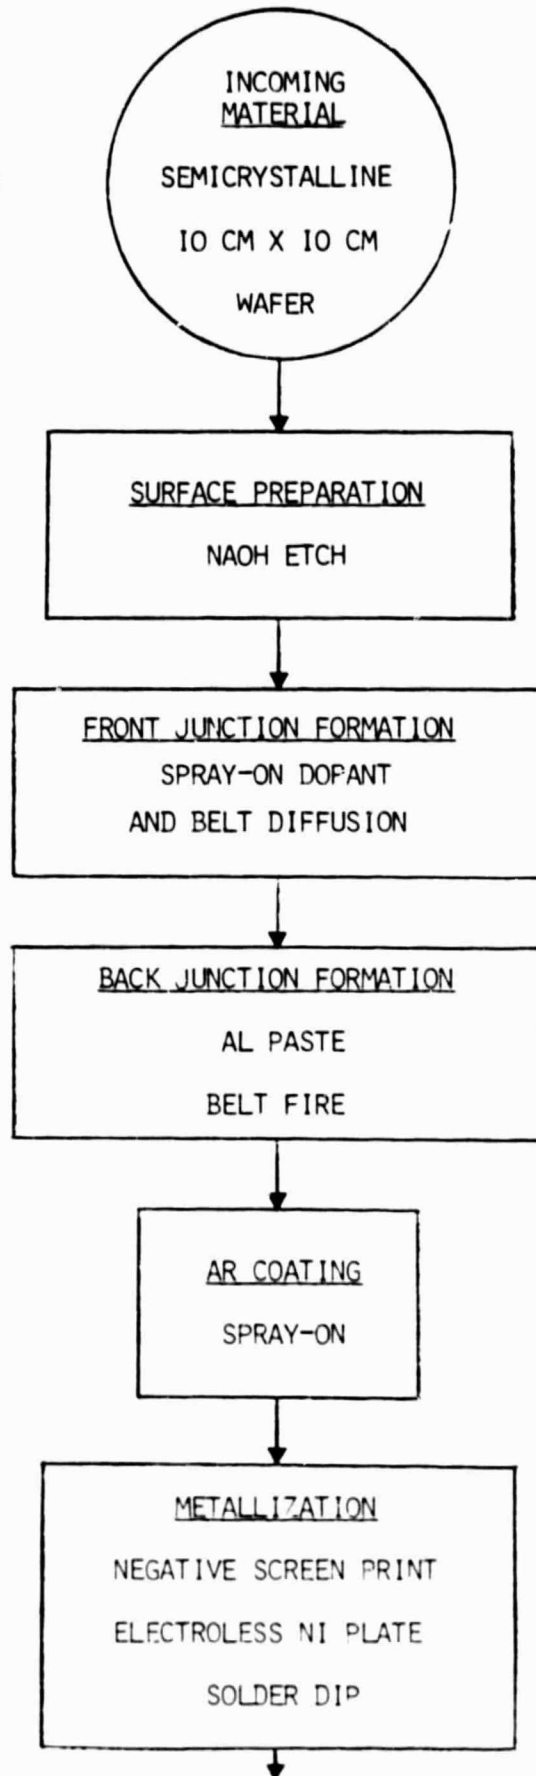 INCOMING
MATERIAL
SEMICRYSTALLINE
10 CM X 10 CM
WAFER
SURFACE PREPARATION
NAOH ETCH
FRONT JUNCTION FORMATION
SPRAY-ON DOPANT
AND BELT DIFFUSION
BACK JUNCTION FORMATION
AL PASTE
BELT FIRE
AR COATING
SPRAY-ON
METALLIZATION
NEGATIVE SCREEN PRINT
ELECTROLESS NI PLATE
SOLDER DIP